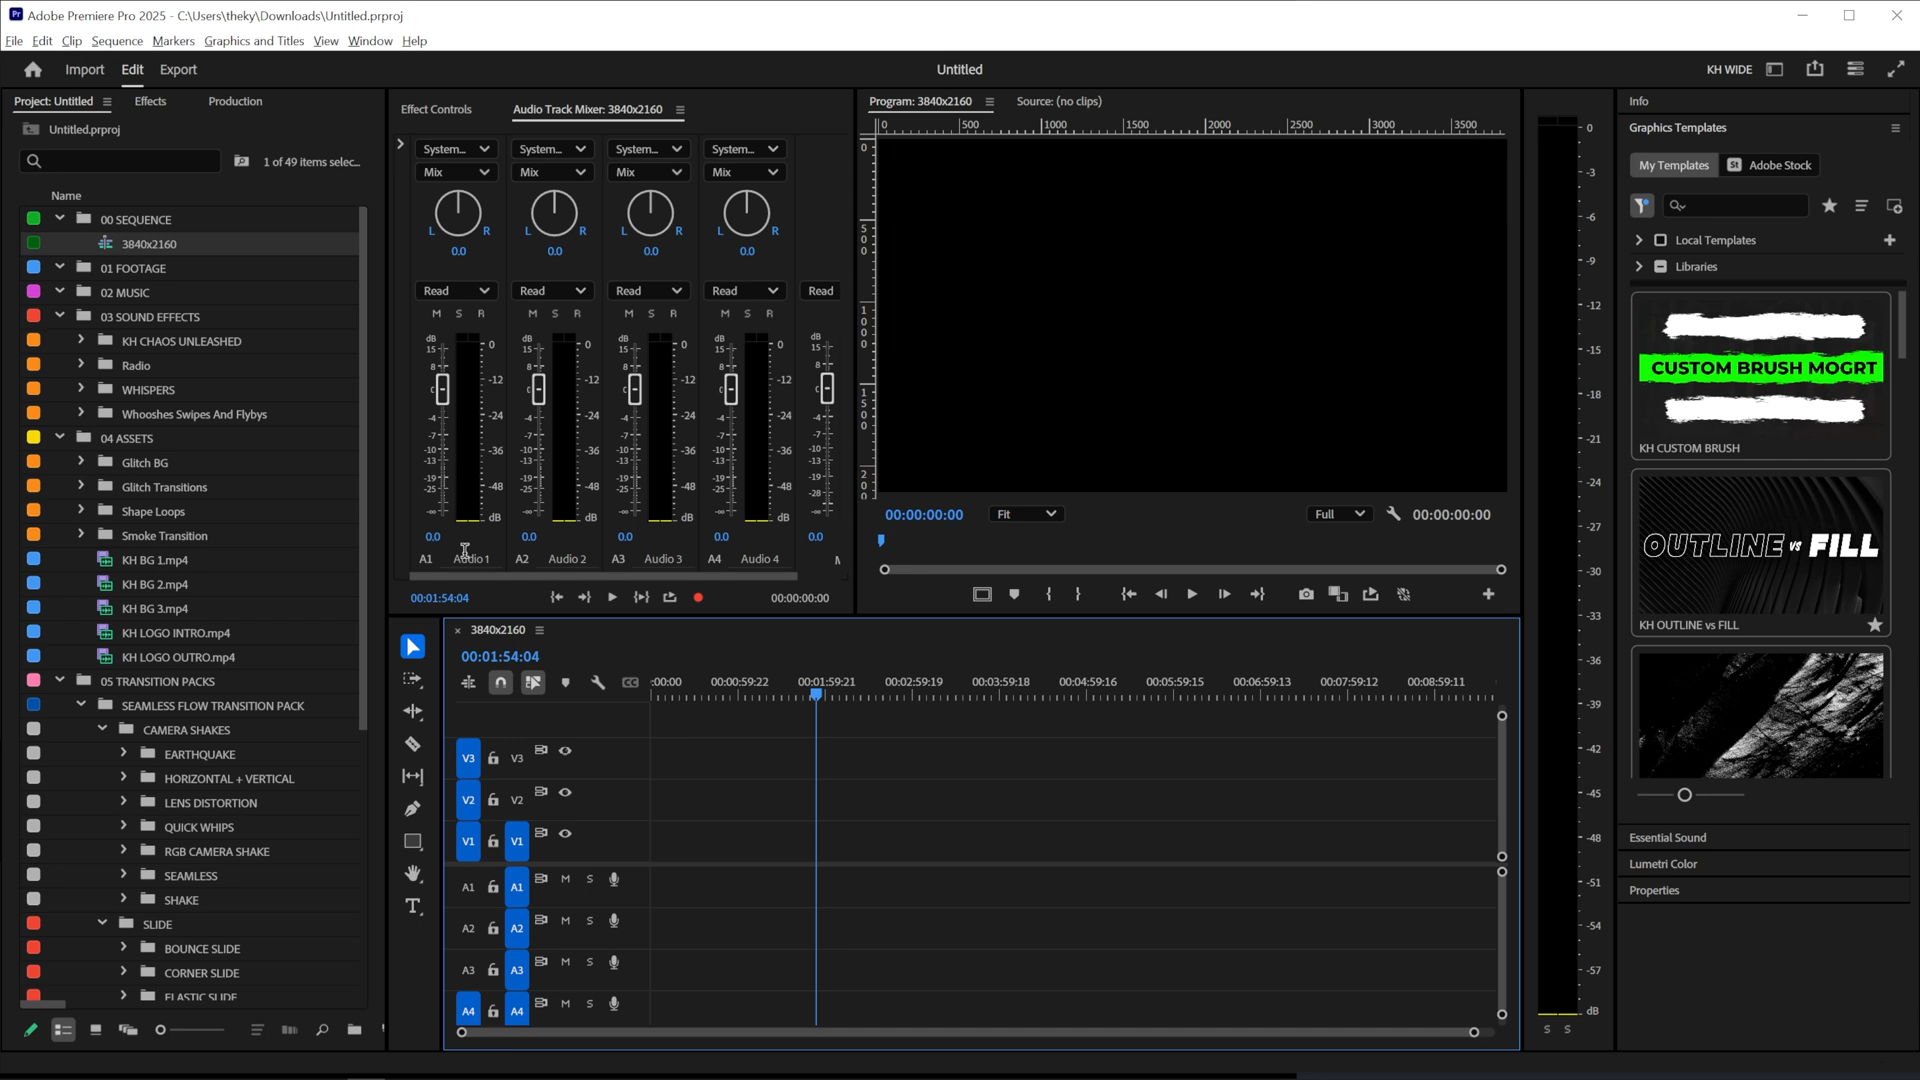 Adobe Premiere Pro 2025 - C:\Users\theky\Downloads\Untitled.prproj
File Edit Clip Sequence Markers Graphics and Titles View Window Help
Import Edit Export
Untitled
KH WIDE
Project: Untitled
Effects
Production
Untitled.prproj
1 of 49 items selec...
Name
00 SEQUENCE
3840x2160
01 FOOTAGE
02 MUSIC
03 SOUND EFFECTS
KH CHAOS UNLEASHED
Radio
WHISPERS
Whooshes Swipes And Flybys
04 ASSETS
Glitch BG
Glitch Transitions
Shape Loops
Smoke Transition
KH BG 1.mp4
KH BG 2.mp4
KH BG 3.mp4
KH LOGO INTRO.mp4
KH LOGO OUTRO.mp4
05 TRANSITION PACKS
SEAMLESS FLOW TRANSITION PACK
CAMERA SHAKES
EARTHQUAKE
HORIZONTAL + VERTICAL
LENS DISTORTION
QUICK WHIPS
RGB CAMERA SHAKE
SEAMLESS
SHAKE
SLIDE
BOUNCE SLIDE
CORNER SLIDE
ELASTIC SLIDE
Effect Controls
Audio Track Mixer: 3840x2160
System... System... System... System...
Mix Mix Mix Mix
L R L R L R L R
0.0 0.0 0.0 0.0
Read Read Read Read Read
M S R M S R M S R M S R
dB dB dB dB dB
15 15 15 15 15
0 0 0 0
8 8 8 8 8
0 -12 0 -12 0 -12 0 -12
-4 -24 -4 -24 -4 -24 -4 -24 -4
-7 -7 -7 -7 -7
-10 -36 -10 -36 -10 -36 -10 -36 -10
-13 -13 -13 -13 -13
-19 -19 -19 -19 -19
-25 -48 -25 -48 -25 -48 -25 -48 -28
-∞ dB -∞ dB -∞ dB -∞ dB -∞
0.0 0.0 0.0 0.0 0.0
A1 Audio 1 A2 Audio 2 A3 Audio 3 A4 Audio 4
00:01:54:04
00:00:00:00
Program: 3840x2160
Source: (no clips)
0 500 1000 1500 2000 2500 3000 3500
0
500
1000
1500
200
00:00:00:00
Fit
Full
00:00:00:00
3840x2160
00:01:54:04
:00:00 00:00:59:22 00:01:59:21 00:02:59:19 00:03:59:18 00:04:59:16 00:05:59:15 00:06:59:13 00:07:59:12 00:08:59:11
V3 V3
V2 V2
V1 V1
A1 A1 M S
A2 A2 M S
A3 A3 M S
A4 A4 M S
0
-3
-6
-9
-12
-15
-18
-21
-24
-27
-30
-33
-36
-39
-42
-45
-48
-51
-54
-57
dB
S S
Info
Graphics Templates
My Templates
St Adobe Stock
Local Templates
Libraries
CUSTOM BRUSH MOGRT
KH CUSTOM BRUSH
OUTLINE vs FILL
KH OUTLINE vs FILL
Essential Sound
Lumetri Color
Properties